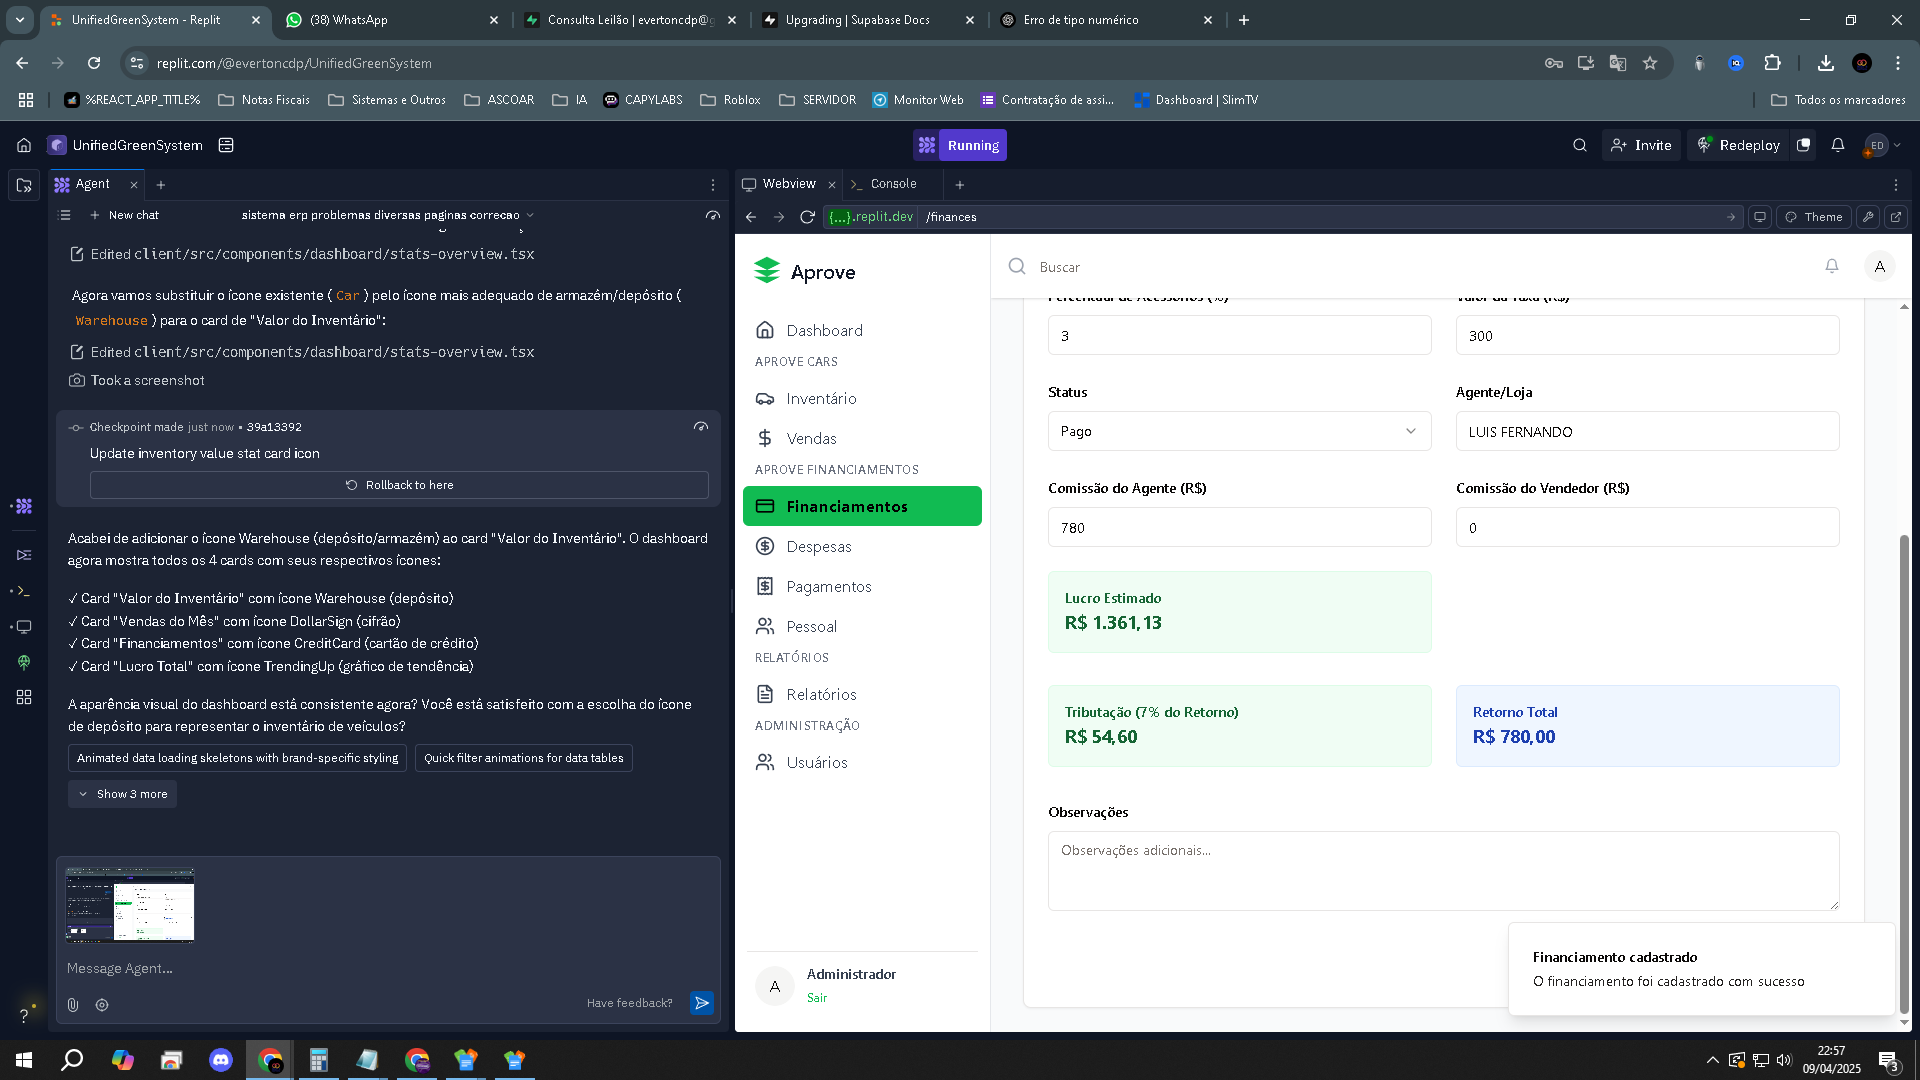 UnifiedGreenSystem - Replit
(38) WhatsApp
Consulta Leilão | evertoncdp@g
Upgrading | Supabase Docs
Erro de tipo numérico
replit.com/@evertoncdp/UnifiedGreenSystem
%REACT_APP_TITLE%
Notas Fiscais
Sistemas e Outros
ASCOAR
IA
CAPYLABS
Roblox
SERVIDOR
Monitor Web
Contratação de assi...
Dashboard | SlimTV
Todos os marcadores
UnifiedGreenSystem
Running
Invite
Redeploy
ED
Agent
New chat
sistema erp problemas diversas paginas correcao
Edited client/src/components/dashboard/stats-overview.tsx
Agora vamos substituir o ícone existente ( Car ) pelo ícone mais adequado de armazém/depósito (
Warehouse ) para o card de "Valor do Inventário":
Edited client/src/components/dashboard/stats-overview.tsx
Took a screenshot
Checkpoint made just now • 39a13392
Update inventory value stat card icon
Rollback to here
Acabei de adicionar o ícone Warehouse (depósito/armazém) ao card "Valor do Inventário". O dashboard
agora mostra todos os 4 cards com seus respectivos ícones:
✓ Card "Valor do Inventário" com ícone Warehouse (depósito)
✓ Card "Vendas do Mês" com ícone DollarSign (cifrão)
✓ Card "Financiamentos" com ícone CreditCard (cartão de crédito)
✓ Card "Lucro Total" com ícone TrendingUp (gráfico de tendência)
A aparência visual do dashboard está consistente agora? Você está satisfeito com a escolha do ícone
de depósito para representar o inventário de veículos?
Animated data loading skeletons with brand-specific styling
Quick filter animations for data tables
Show 3 more
Message Agent...
Have feedback?
Webview
Console
{...}.replit.dev
/finances
Theme
Aprove
Dashboard
APROVE CARS
Inventário
Vendas
APROVE FINANCIAMENTOS
Financiamentos
Despesas
Pagamentos
Pessoal
RELATÓRIOS
Relatórios
ADMINISTRAÇÃO
Usuários
A
Administrador
Sair
Buscar
A
Percentual de Acessórios (%)
Valor da Taxa (R$)
3
300
Status
Agente/Loja
Pago
LUIS FERNANDO
Comissão do Agente (R$)
Comissão do Vendedor (R$)
780
0
Lucro Estimado
R$ 1.361,13
Tributação (7% do Retorno)
R$ 54,60
Retorno Total
R$ 780,00
Observações
Observações adicionais...
Financiamento cadastrado
O financiamento foi cadastrado com sucesso
22:57
09/04/2025
3